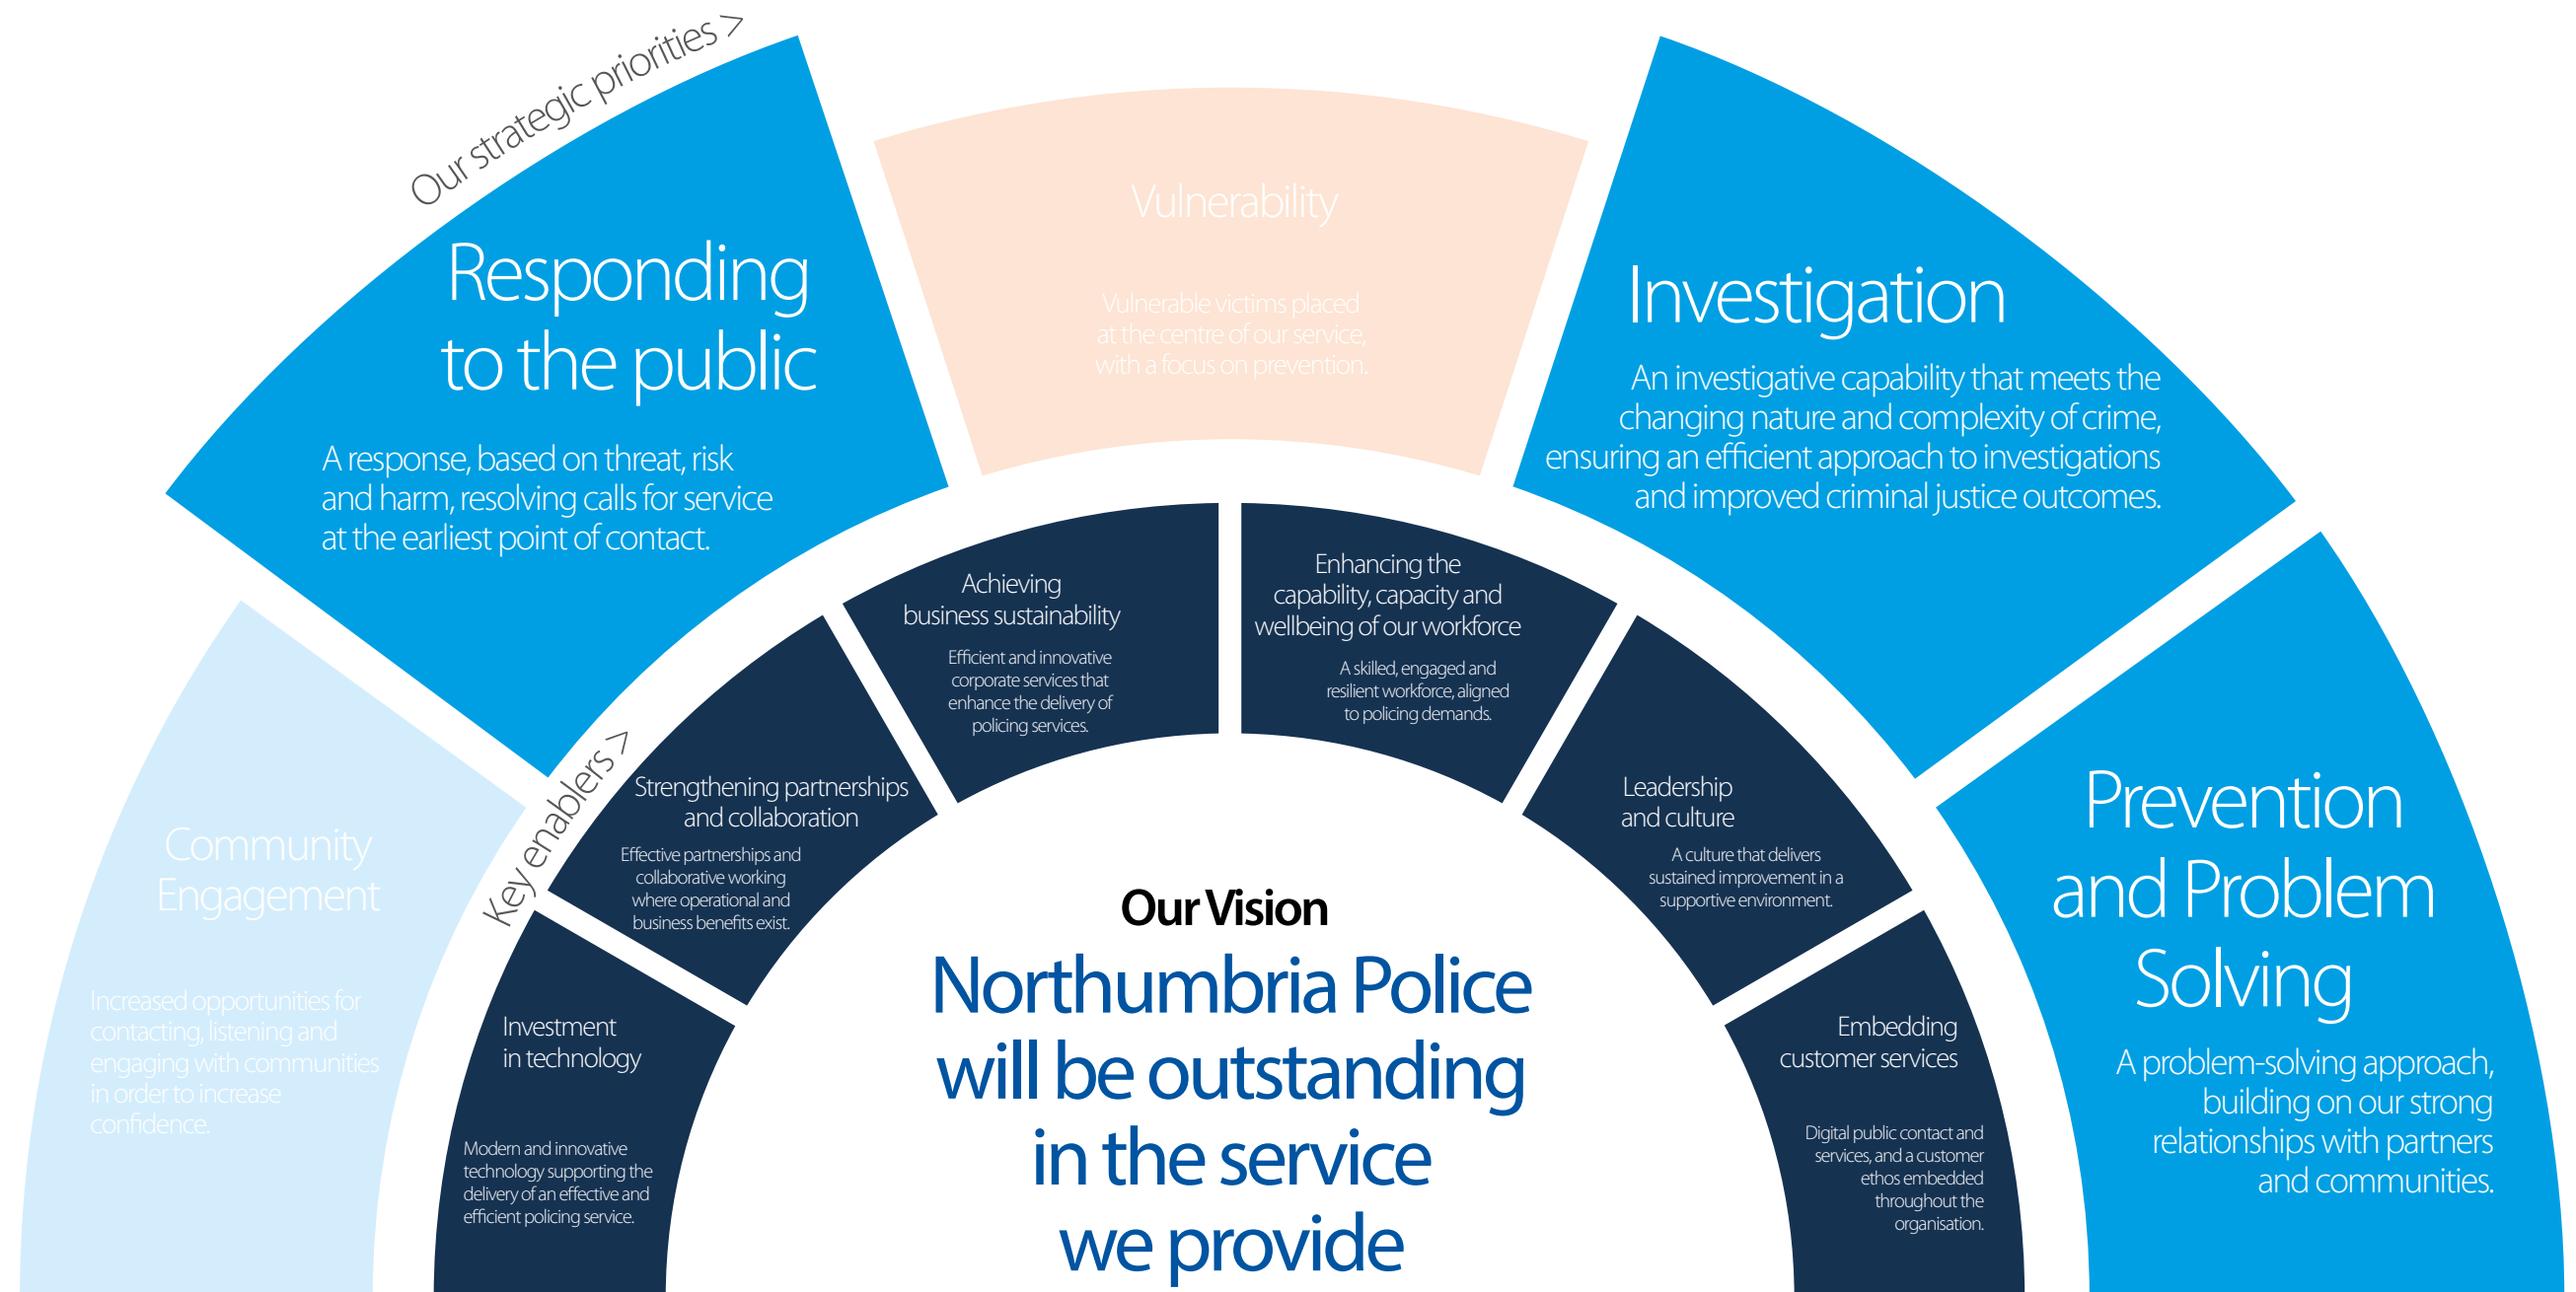 Our strategic priorities >
Community
Engagement
Increased opportunities for
contacting, listening and
engaging with communities
in order to increase
confidence.
Responding
to the public
A response, based on threat, risk
and harm, resolving calls for service
at the earliest point of contact.
Vulnerability
Vulnerable victims placed
at the centre of our service,
with a focus on prevention.
Investigation
An investigative capability that meets the
changing nature and complexity of crime,
ensuring an efficient approach to investigations
and improved criminal justice outcomes.
Prevention
and Problem
Solving
A problem-solving approach,
building on our strong
relationships with partners
and communities.
Key enablers >
Investment
in technology
Modern and innovative
technology supporting the
delivery of an effective and
efficient policing service.
Strengthening partnerships
and collaboration
Effective partnerships and
collaborative working
where operational and
business benefits exist.
Achieving
business sustainability
Efficient and innovative
corporate services that
enhance the delivery of
policing services.
Enhancing the
capability, capacity and
wellbeing of our workforce
A skilled, engaged and
resilient workforce, aligned
to policing demands.
Leadership
and culture
A culture that delivers
sustained improvement in a
supportive environment.
Embedding
customer services
Digital public contact and
services, and a customer
ethos embedded
throughout the
organisation.
Our Vision
Northumbria Police
will be outstanding
in the service
we provide